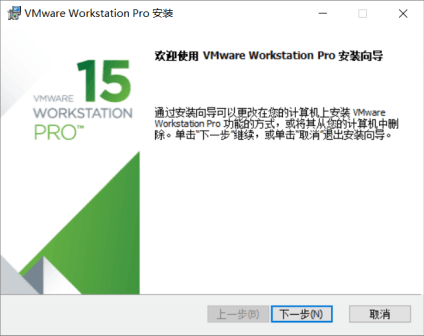 VMware Workstation Pro 安装
欢迎使用 VMware Workstation Pro 安装向导
15
VMWARE
WORKSTATION
PRO™
通过安装向导可以更改在您的计算机上安装 VMware
Workstation Pro 功能的方式，或将其从您的计算机中删
除。单击"下一步"继续，或单击"取消"退出安装向导。
上一步(B)
下一步(N)
取消